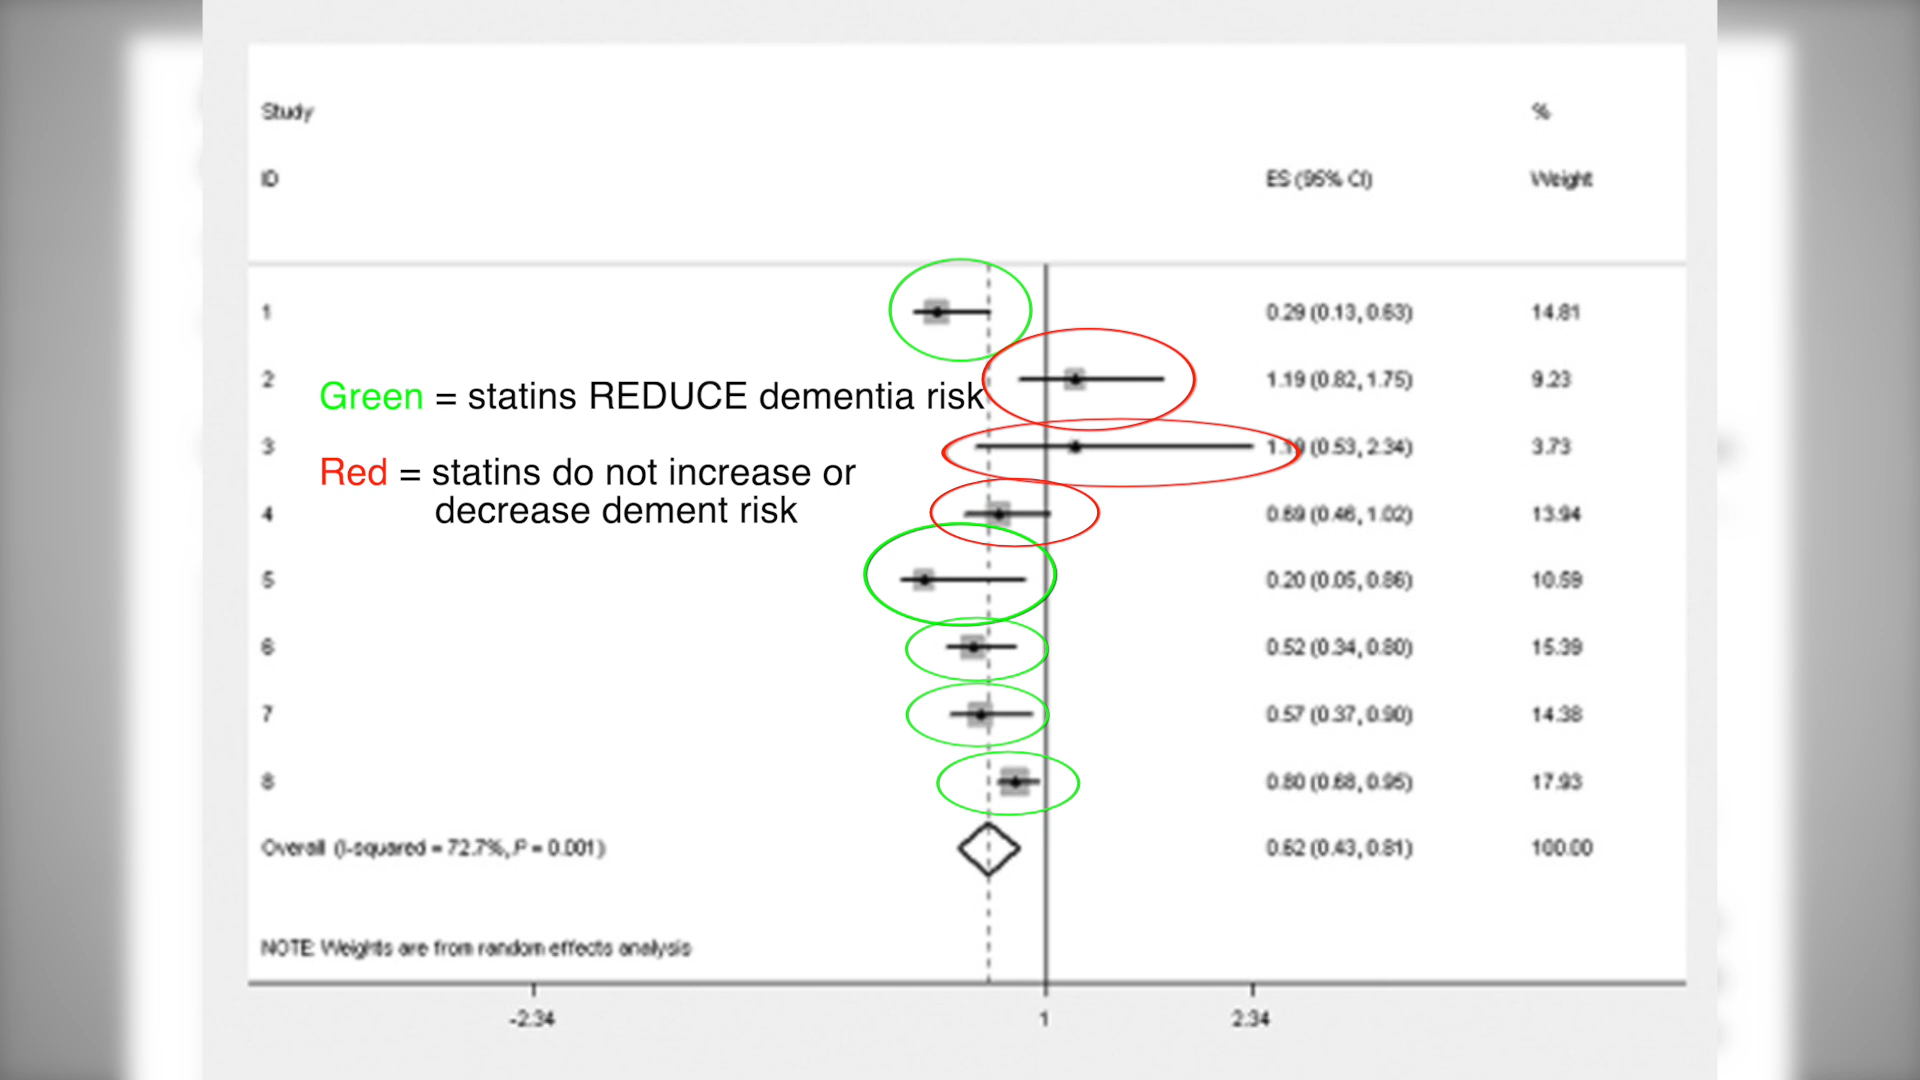 Study %
ID ES (95% CI) Weight
1 0.29 (0.13, 0.63) 14.81
2 1.19 (0.82, 1.75) 9.23
Green = statins REDUCE dementia risk
3 1.19 (0.53, 2.34) 3.73
Red = statins do not increase or
decrease dement risk
4 0.69 (0.46, 1.02) 13.94
5 0.20 (0.05, 0.86) 10.59
6 0.52 (0.34, 0.80) 15.39
7 0.57 (0.37, 0.90) 14.38
8 0.80 (0.68, 0.95) 17.93
Overall (I-squared = 72.7%, P = 0.001) 0.62 (0.43, 0.81) 100.00
NOTE: Weights are from random effects analysis
-2.34 1 2.34